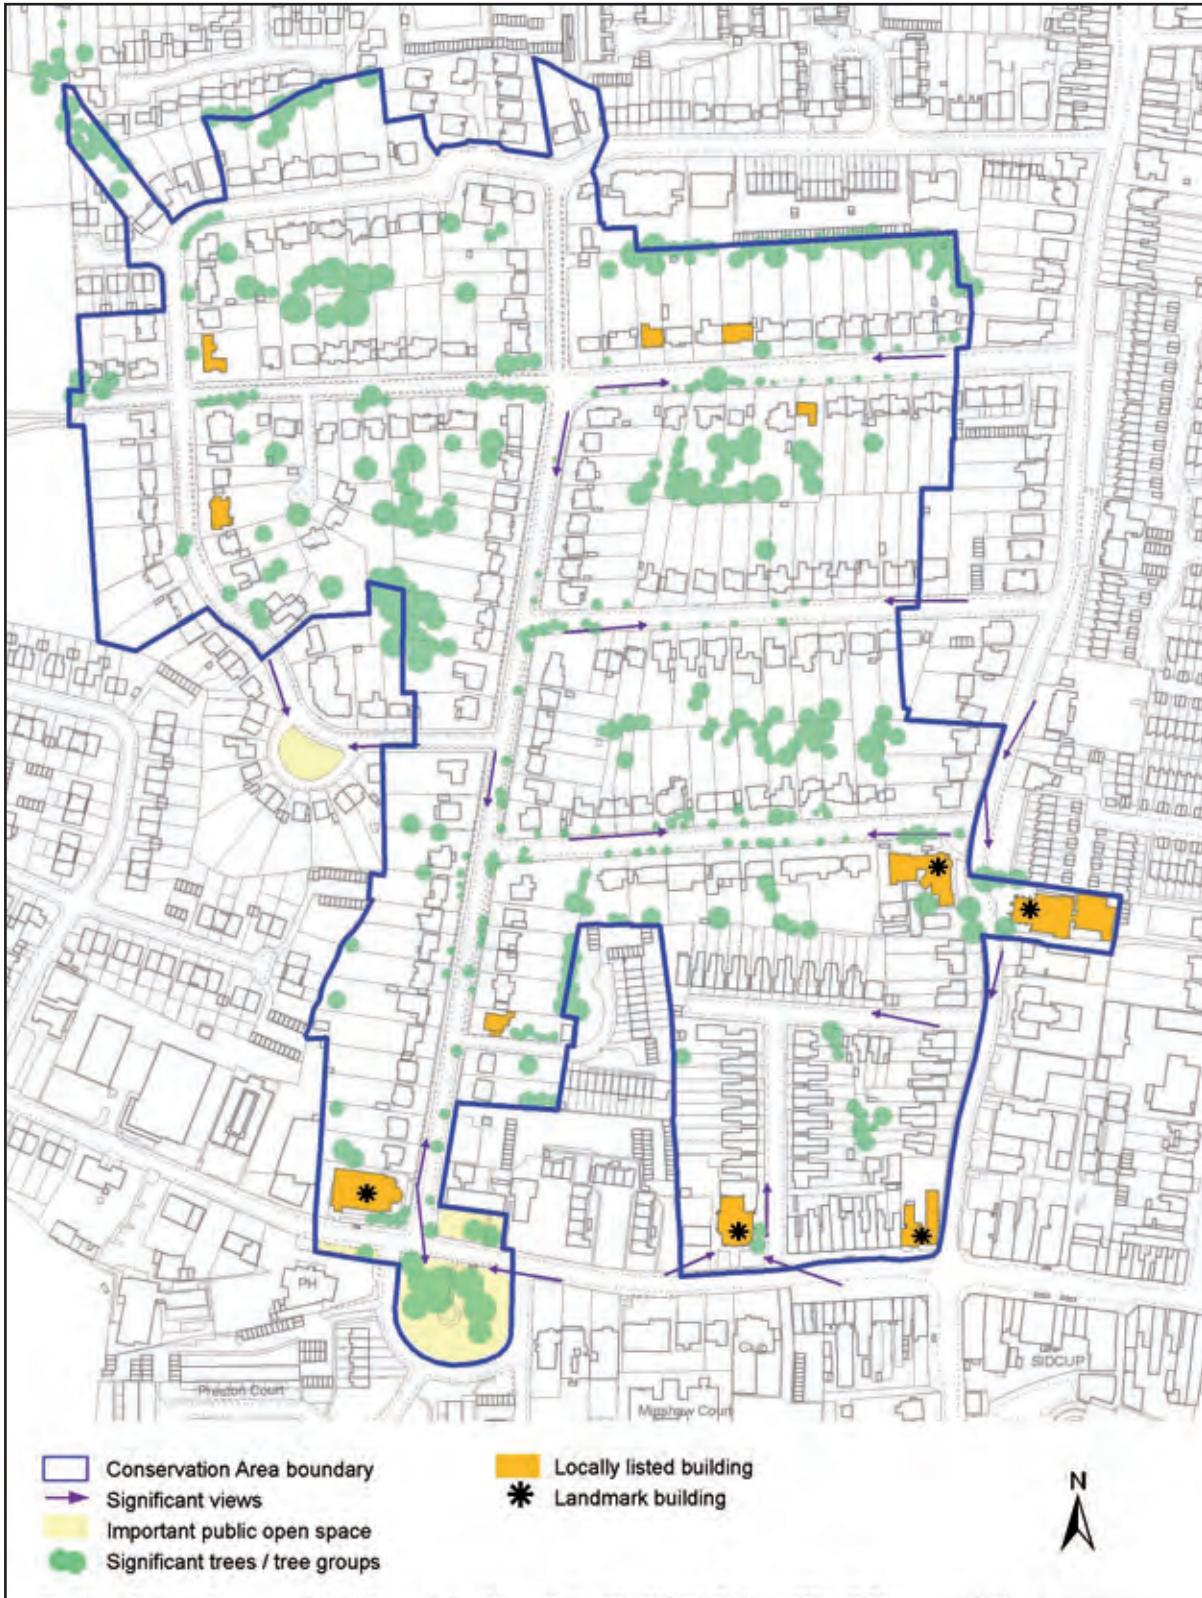 PH
Club
SIDCUP
Preston Court
Minshaw Court
Conservation Area boundary
Significant views
Important public open space
Significant trees / tree groups
Locally listed building
Landmark building
N